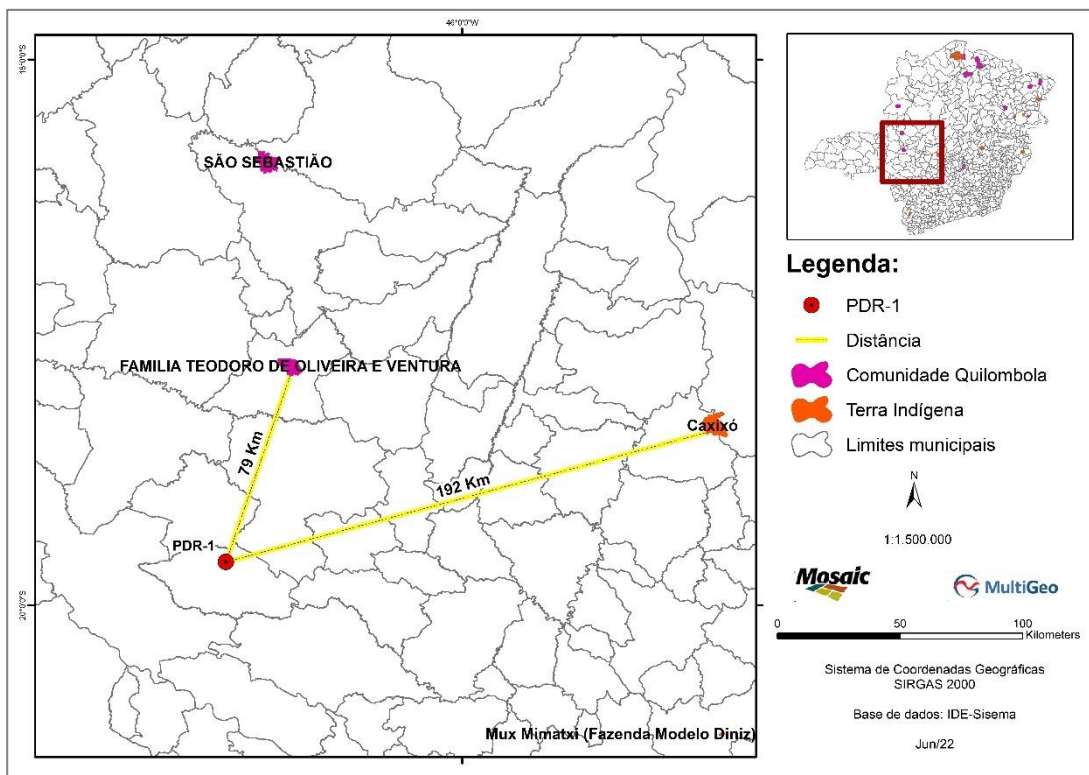 46°0'0"W
SÃO SEBASTIÃO
FAMILIA TEODORO DE OLIVEIRA E VENTURA
Caxixó
79 Km
192 Km
PDR-1
20°0'0"S
Mux Mimatxi (Fazenda Modelo Diniz)
Legenda:
PDR-1
Distância
Comunidade Quilombola
Terra Indígena
Limites municipais
N
1:1.500.000
Mosaic
MultiGeo
0 50 100
Kilometers
Sistema de Coordenadas Geográficas
SIRGAS 2000
Base de dados: IDE-Sisema
Jun/22